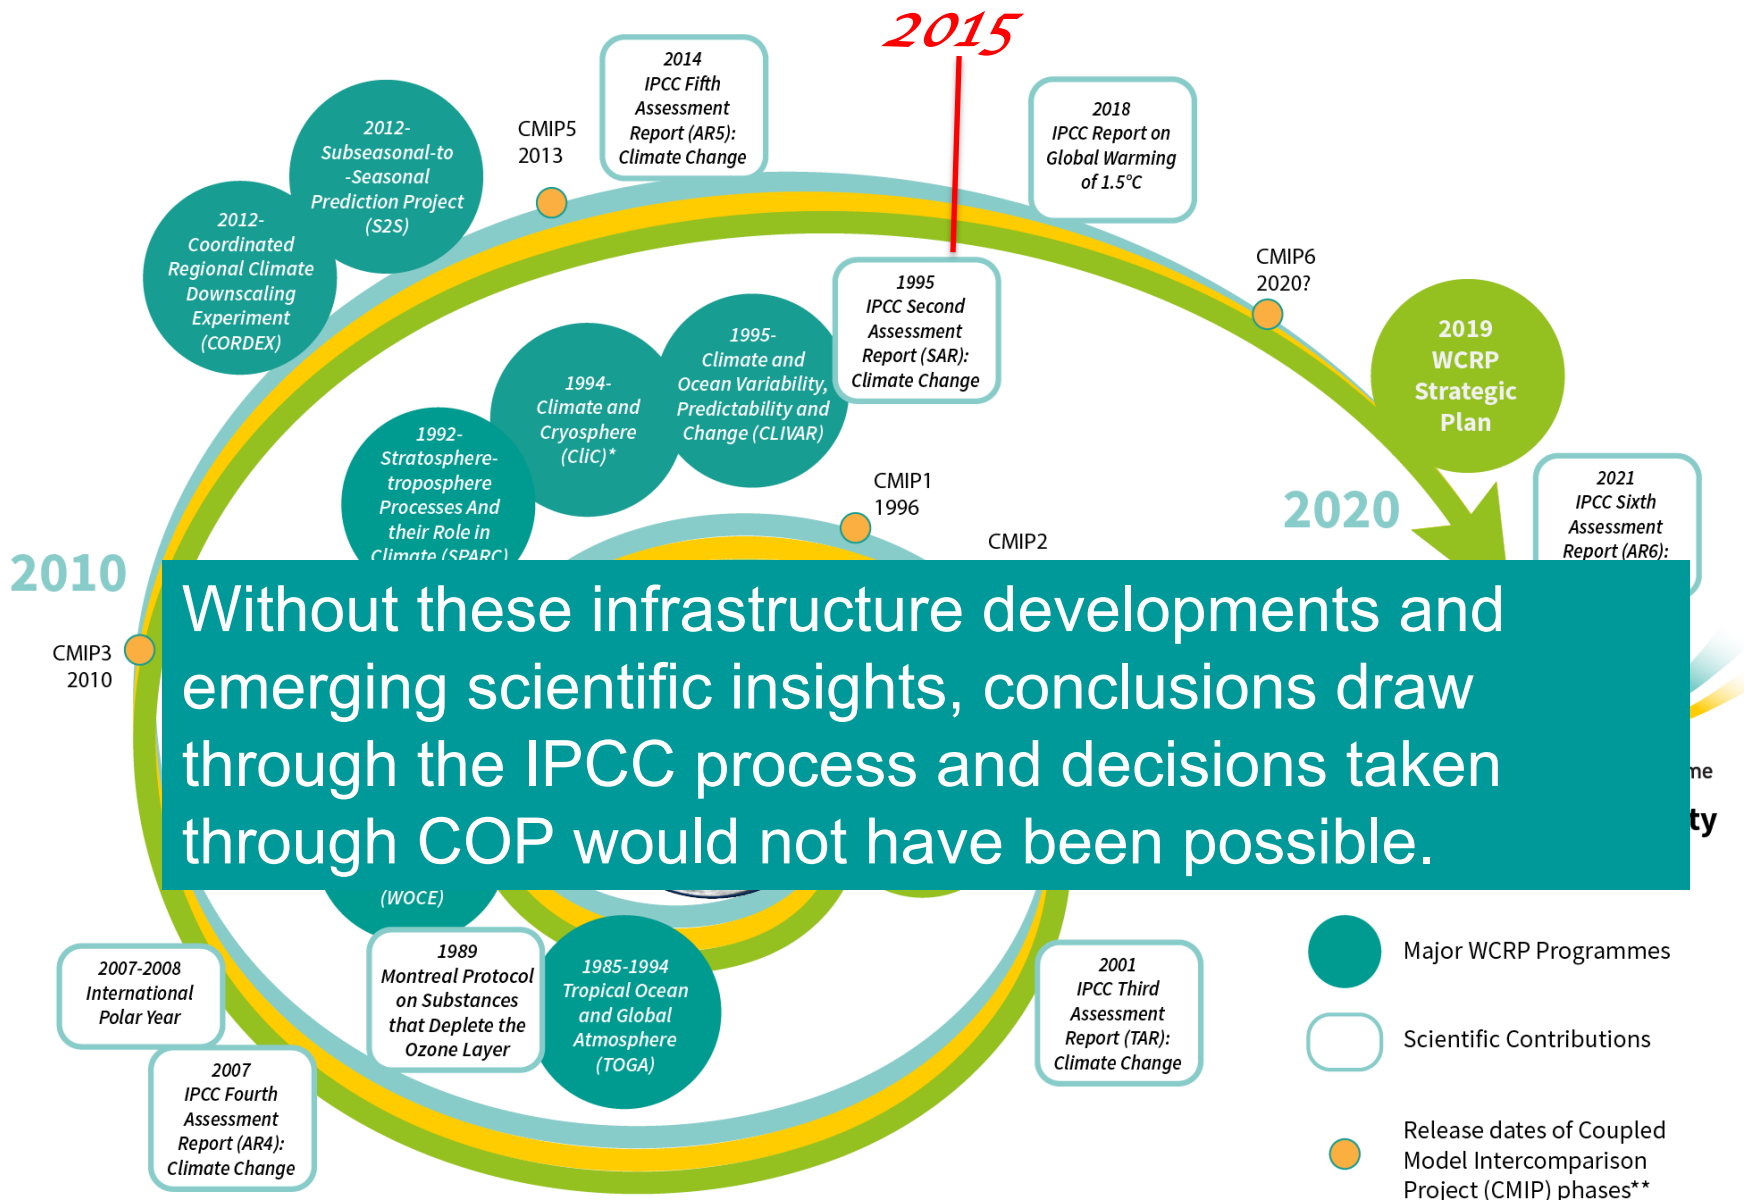 2015
2014
IPCC Fifth
Assessment
Report (AR5):
Climate Change
2018
IPCC Report on
Global Warming
of 1.5°C
2012-
Subseasonal-to
-Seasonal
Prediction Project
(S2S)
CMIP5
2013
2012-
Coordinated
Regional Climate
Downscaling
Experiment
(CORDEX)
CMIP6
2020?
1995
IPCC Second
Assessment
Report (SAR):
Climate Change
2019
WCRP
Strategic
Plan
1995-
Climate and
Ocean Variability,
Predictability and
Change (CLIVAR)
1994-
Climate and
Cryosphere
(CliC)*
1992-
Stratosphere-
troposphere
Processes And
their Role in
Climate (SPARC)
CMIP1
1996
CMIP2
2020
2021
IPCC Sixth
Assessment
Report (AR6):
2010
CMIP3
2010
Without these infrastructure developments and
emerging scientific insights, conclusions draw
through the IPCC process and decisions taken
through COP would not have been possible.
me
ty
(WOCE)
2007-2008
International
Polar Year
1989
Montreal Protocol
on Substances
that Deplete the
Ozone Layer
1985-1994
Tropical Ocean
and Global
Atmosphere
(TOGA)
2001
IPCC Third
Assessment
Report (TAR):
Climate Change
2007
IPCC Fourth
Assessment
Report (AR4):
Climate Change
Major WCRP Programmes
Scientific Contributions
Release dates of Coupled
Model Intercomparison
Project (CMIP) phases**